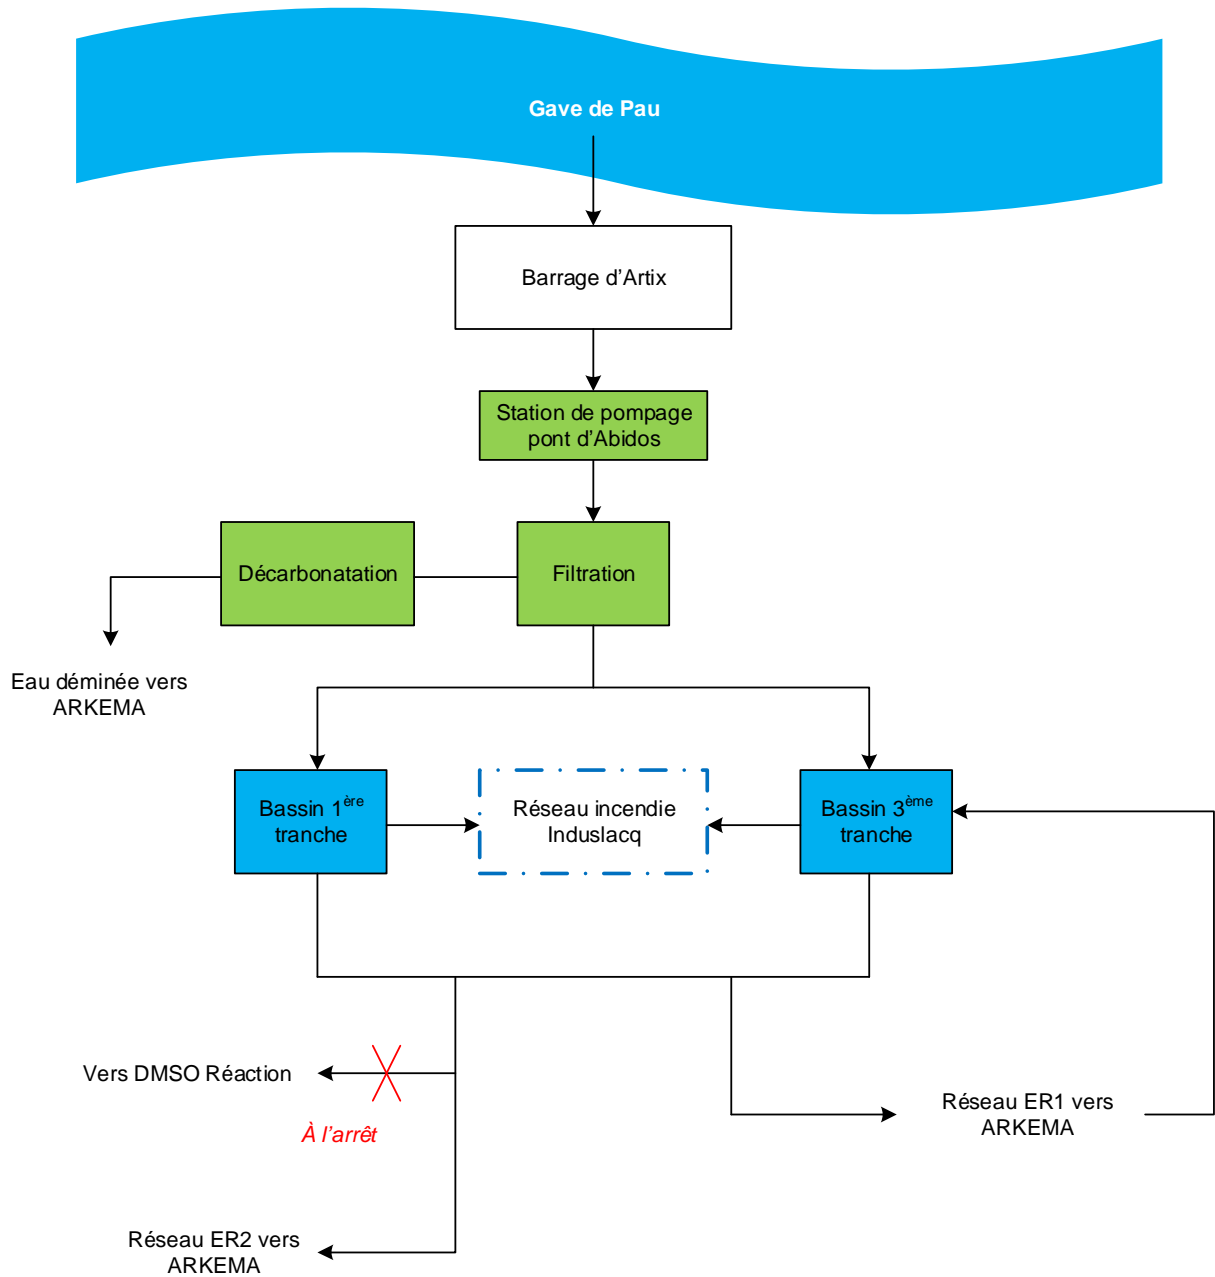 Gave de Pau
Barrage d'Artix
Station de pompage
pont d'Abidos
Décarbonatation
Filtration
Eau déminée vers
ARKEMA
Bassin 1ère
tranche
Réseau incendie
Induslacq
Bassin 3ème
tranche
Vers DMSO Réaction
À l'arrêt
Réseau ER1 vers
ARKEMA
Réseau ER2 vers
ARKEMA